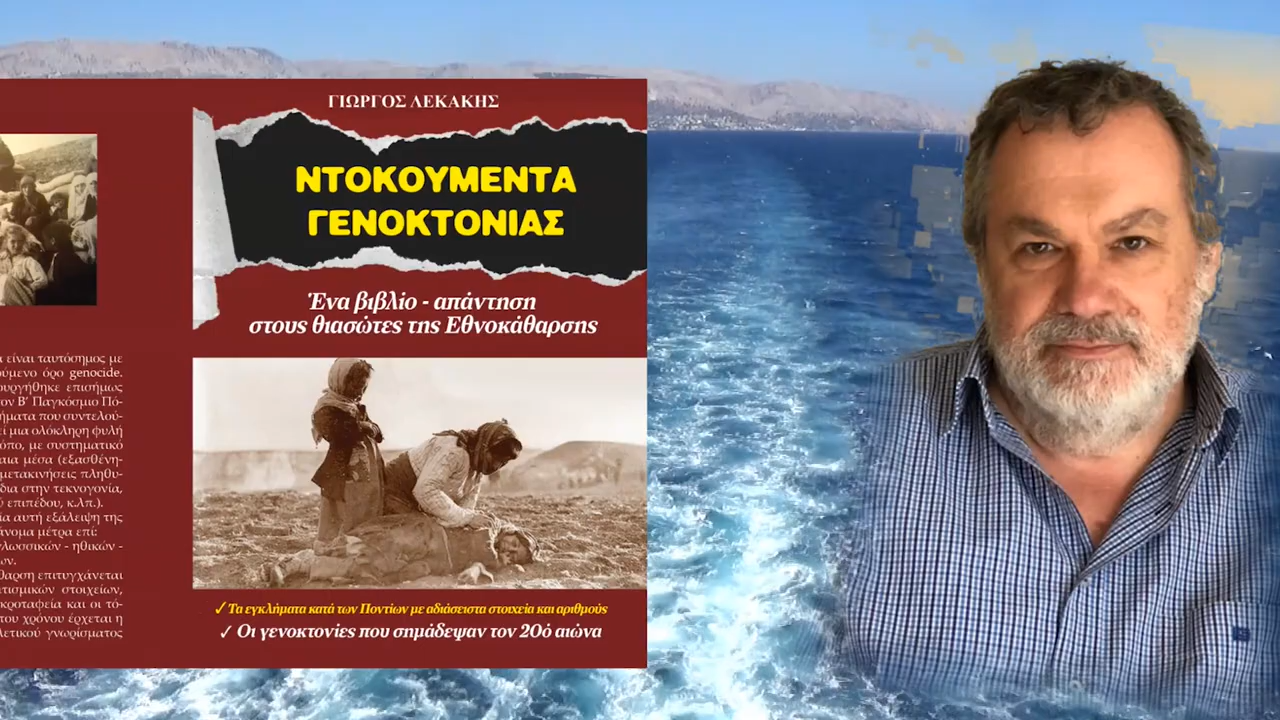 ΓΙΩΡΓΟΣ ΛΕΚΑΚΗΣ
ΝΤΟΚΟΥΜΕΝΤΑ
ΓΕΝΟΚΤΟΝΙΑΣ
Ένα βιβλίο - απάντηση
στους θιασώτες της Εθνοκάθαρσης
✓Τα εγκλήματα κατά των Ποντίων με αδιάσειστα στοιχεία και αριθμούς
✓ Οι γενοκτονίες που σημάδεψαν τον 20ό αιώνα
είναι ταυτόσημος με
όρο genocide.
επισήμως
Β΄ Παγκόσμιο Πό-
που συντελού-
μια ολόκληρη φυλή
με συστηματικό
μέσα (εξασθένη-
μετακινήσεις πληθυ-
στην τεκνογονία,
επιπέδου, κ.λπ.).
αυτή εξάλειψη της
μέτρα επί:
- ηθικών -
επιτυγχάνεται
στοιχείων,
και οι τό-
του χρόνου έρχεται η
γνωρίσματος